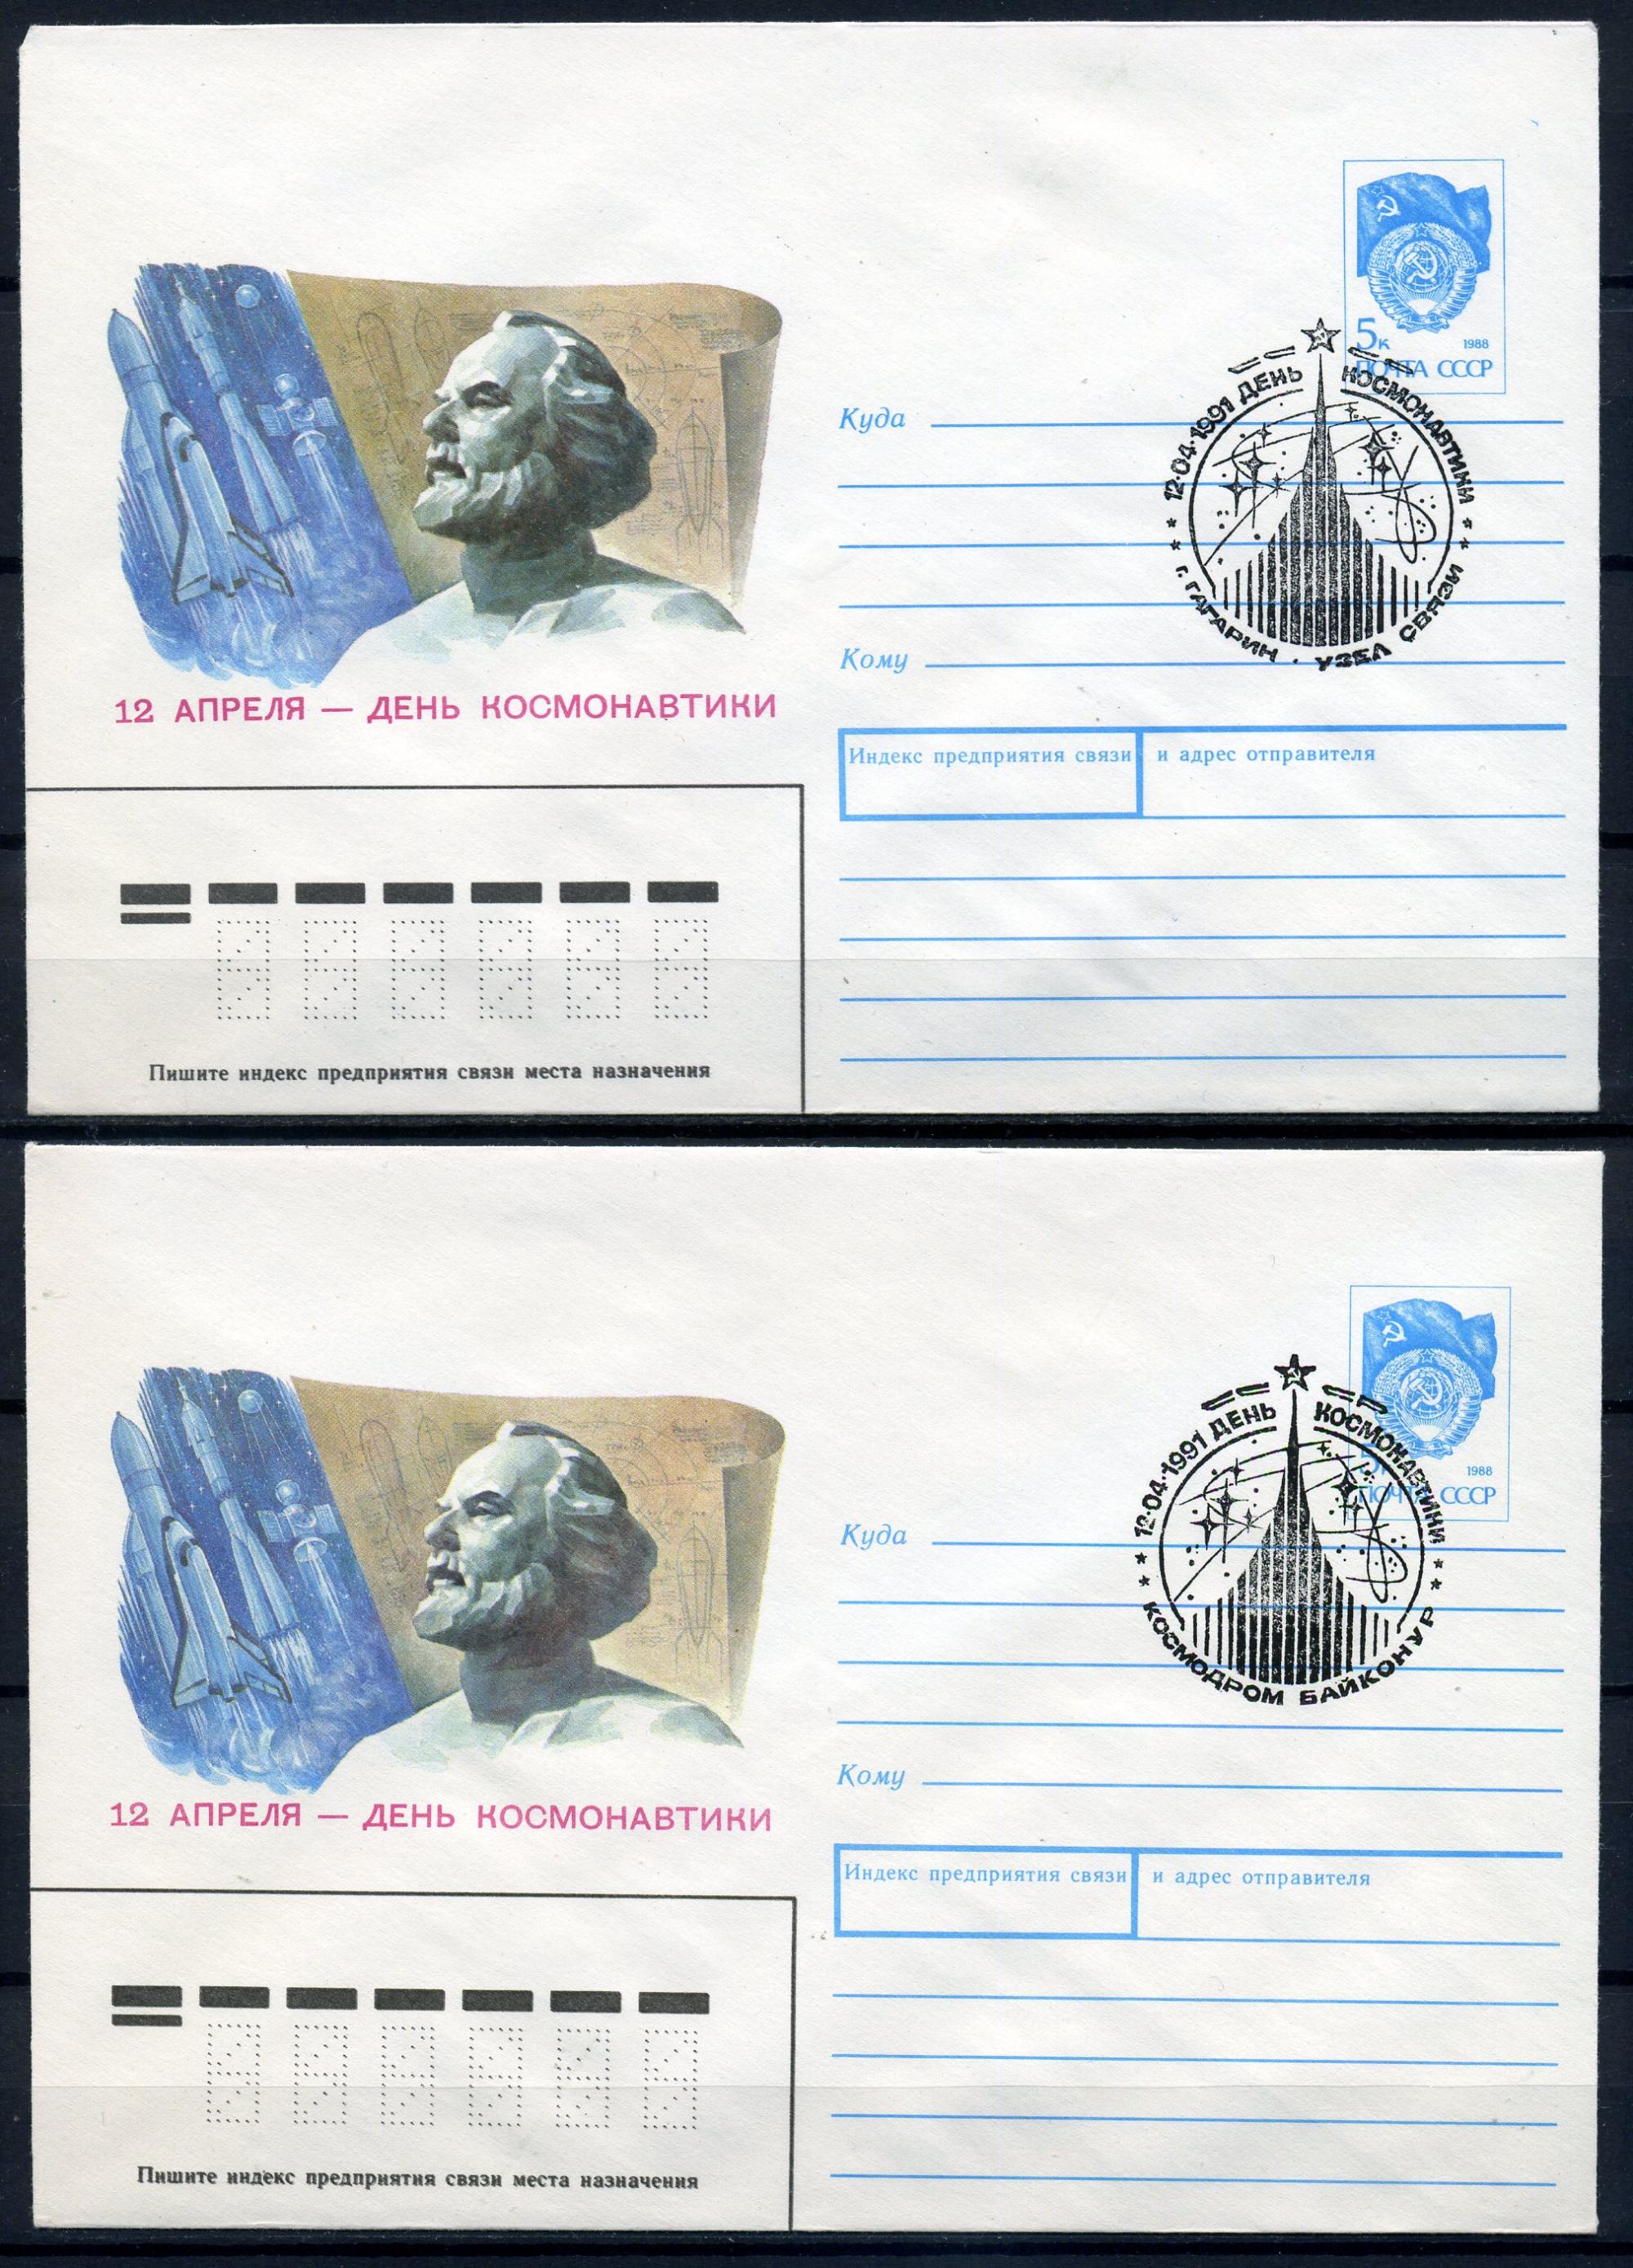 5к 1988
ПОЧТА СССР
12·04·1991 ДЕНЬ КОСМОНАВТИКИ
г. ГАГАРИН · УЗЕЛ СВЯЗИ
Куда
Кому
12 АПРЕЛЯ — ДЕНЬ КОСМОНАВТИКИ
Индекс предприятия связи и адрес отправителя
Пишите индекс предприятия связи места назначения
1988
ПОЧТА СССР
12·04·1991 ДЕНЬ КОСМОНАВТИКИ
КОСМОДРОМ БАЙКОНУР
Куда
Кому
12 АПРЕЛЯ — ДЕНЬ КОСМОНАВТИКИ
Индекс предприятия связи и адрес отправителя
Пишите индекс предприятия связи места назначения